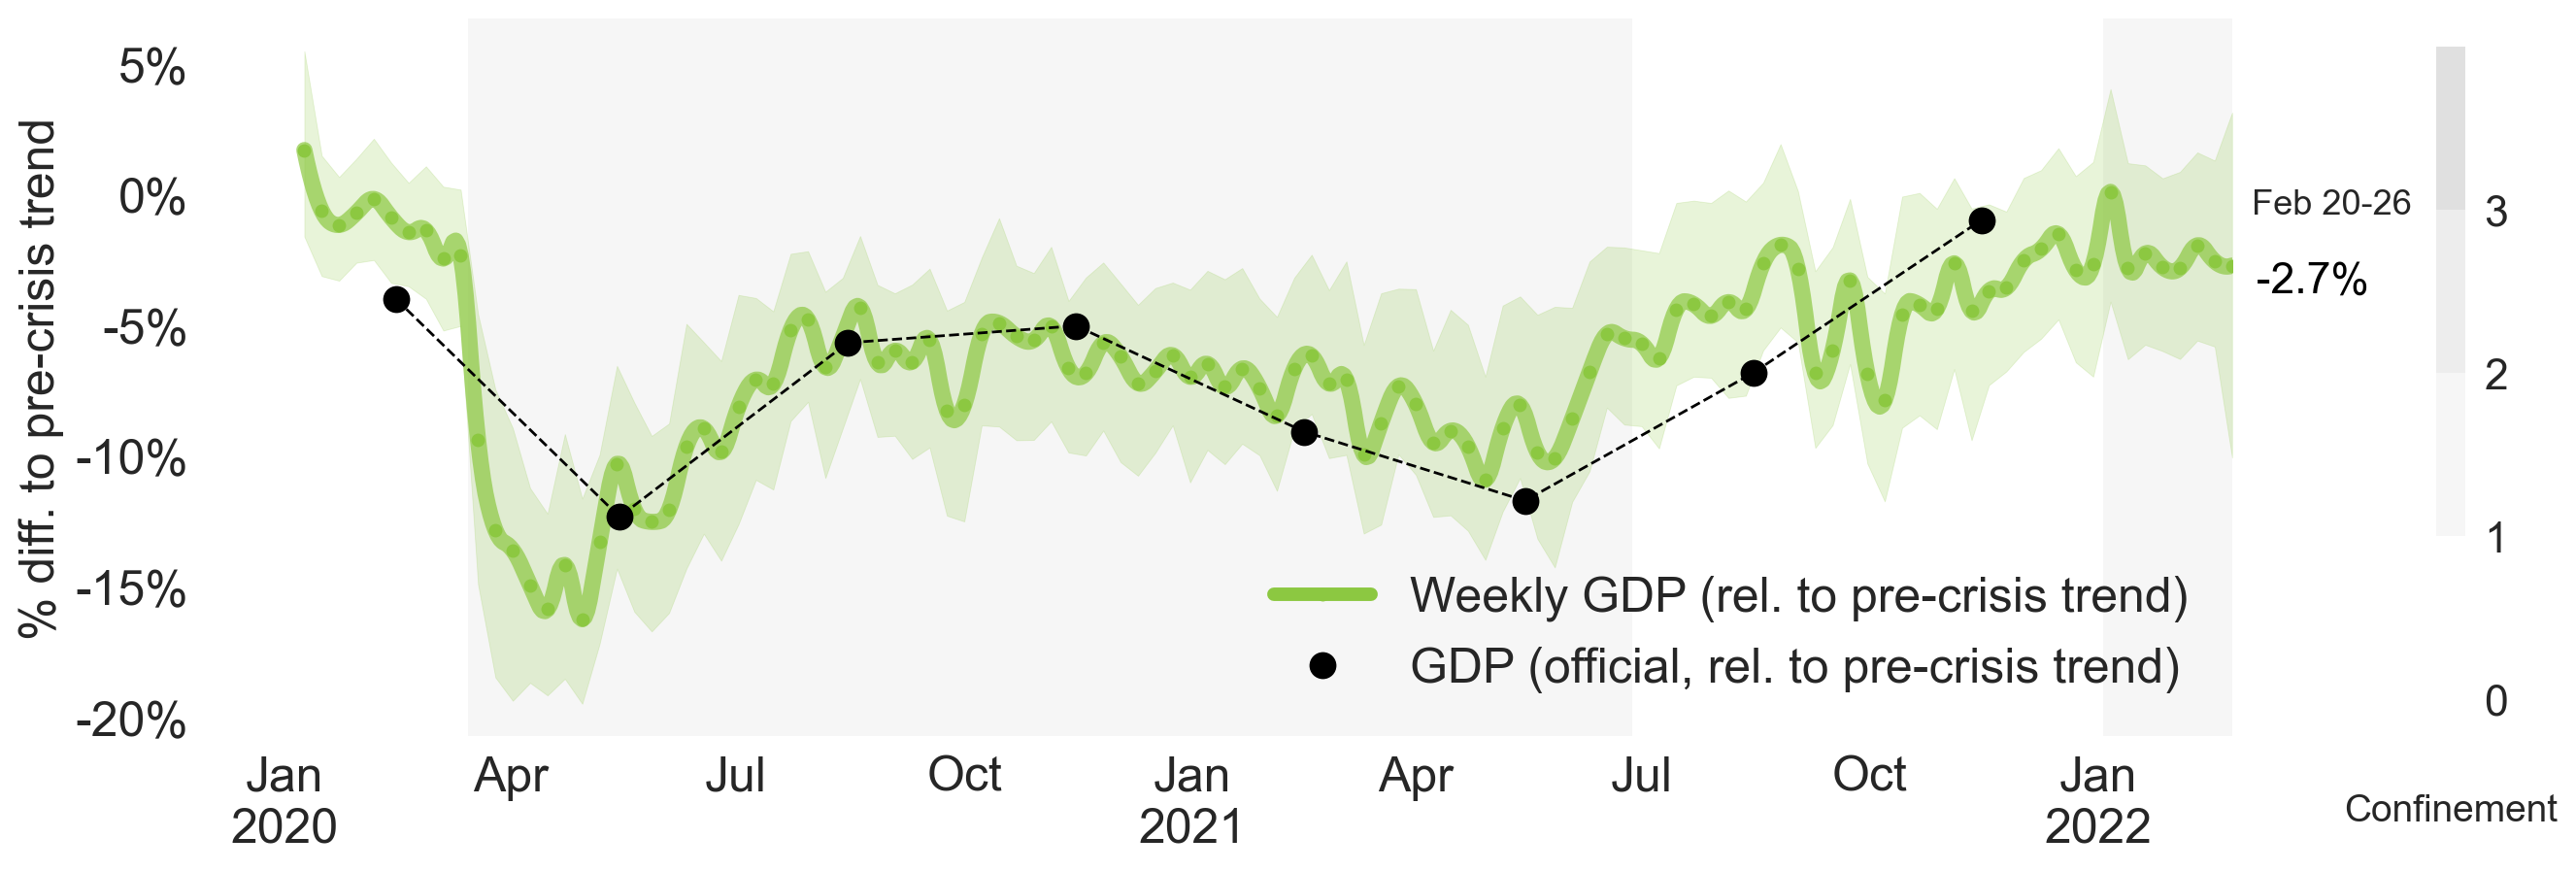 % diff. to pre-crisis trend
5%
0%
-5%
-10%
-15%
-20%
Jan
2020
Apr
Jul
Oct
Jan
2021
Apr
Jul
Oct
Jan
2022
Weekly GDP (rel. to pre-crisis trend)
GDP (official, rel. to pre-crisis trend)
Feb 20-26
-2.7%
3
2
1
0
Confinement